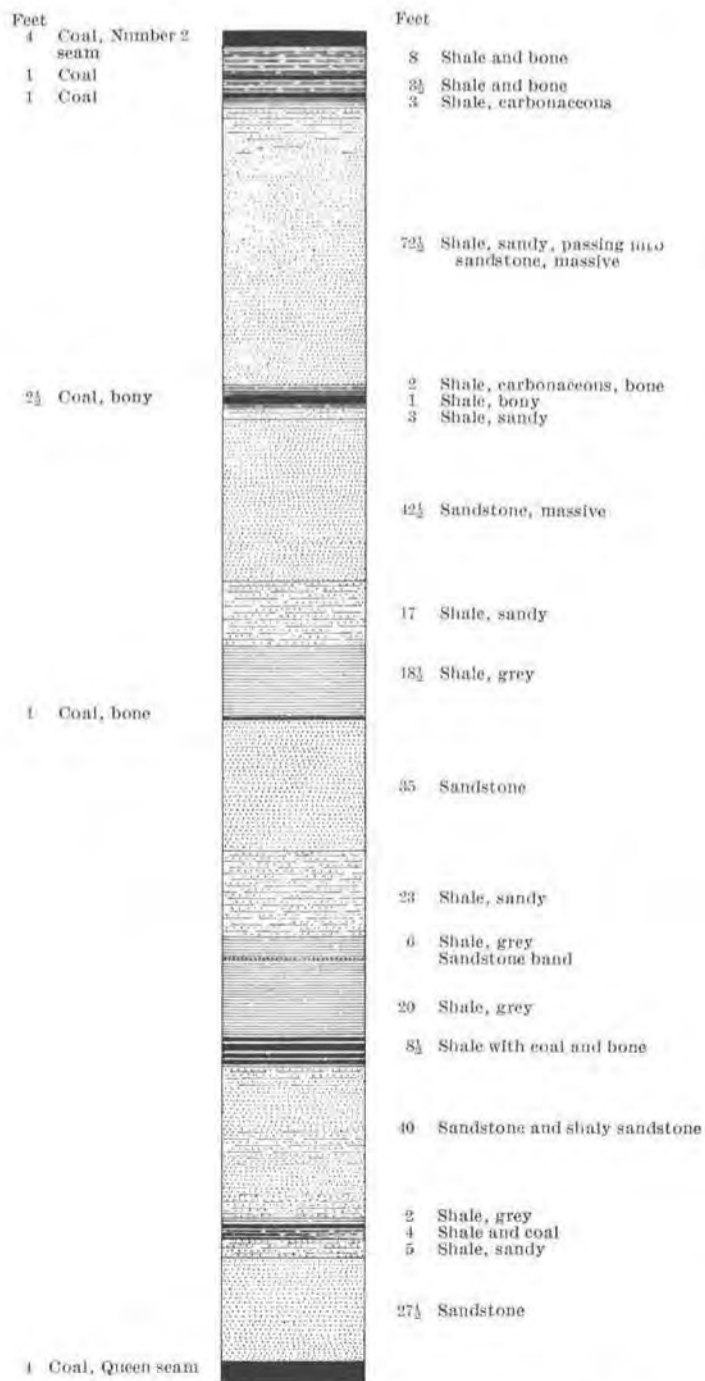 Feet
4 Coal, Number 2
seam
1 Coal
1 Coal
2½ Coal, bony
1 Coal, bone
4 Coal, Queen seam
Feet
8 Shale and bone
3½ Shale and bone
3 Shale, carbonaceous
72½ Shale, sandy, passing into
sandstone, massive
2 Shale, carbonaceous, bone
1 Shale, bony
3 Shale, sandy
42½ Sandstone, massive
17 Shale, sandy
18½ Shale, grey
35 Sandstone
23 Shale, sandy
6 Shale, grey
Sandstone band
20 Shale, grey
8½ Shale with coal and bone
40 Sandstone and shaly sandstone
2 Shale, grey
4 Shale and coal
5 Shale, sandy
27½ Sandstone